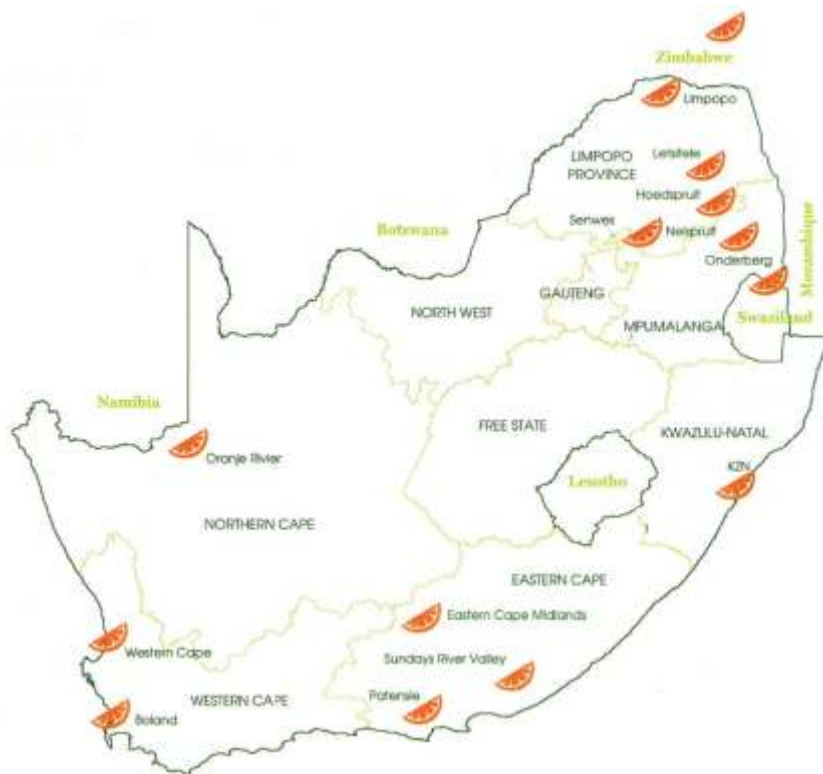 Zimbabwe
Limpopo
LIMPOPO
PROVINCE
Letsitele
Hoedspruit
Botswana
Senwes
Nelspruit
Onderberg
Mozambique
GAUTENG
NORTH WEST
MPUMALANGA
Swaziland
Namibia
FREE STATE
KWAZULU-NATAL
Oranje Rivier
KZN
Lesotho
NORTHERN CAPE
EASTERN CAPE
Eastern Cape Midlands
Western Cape
Sundays River Valley
WESTERN CAPE
Patensie
Boland